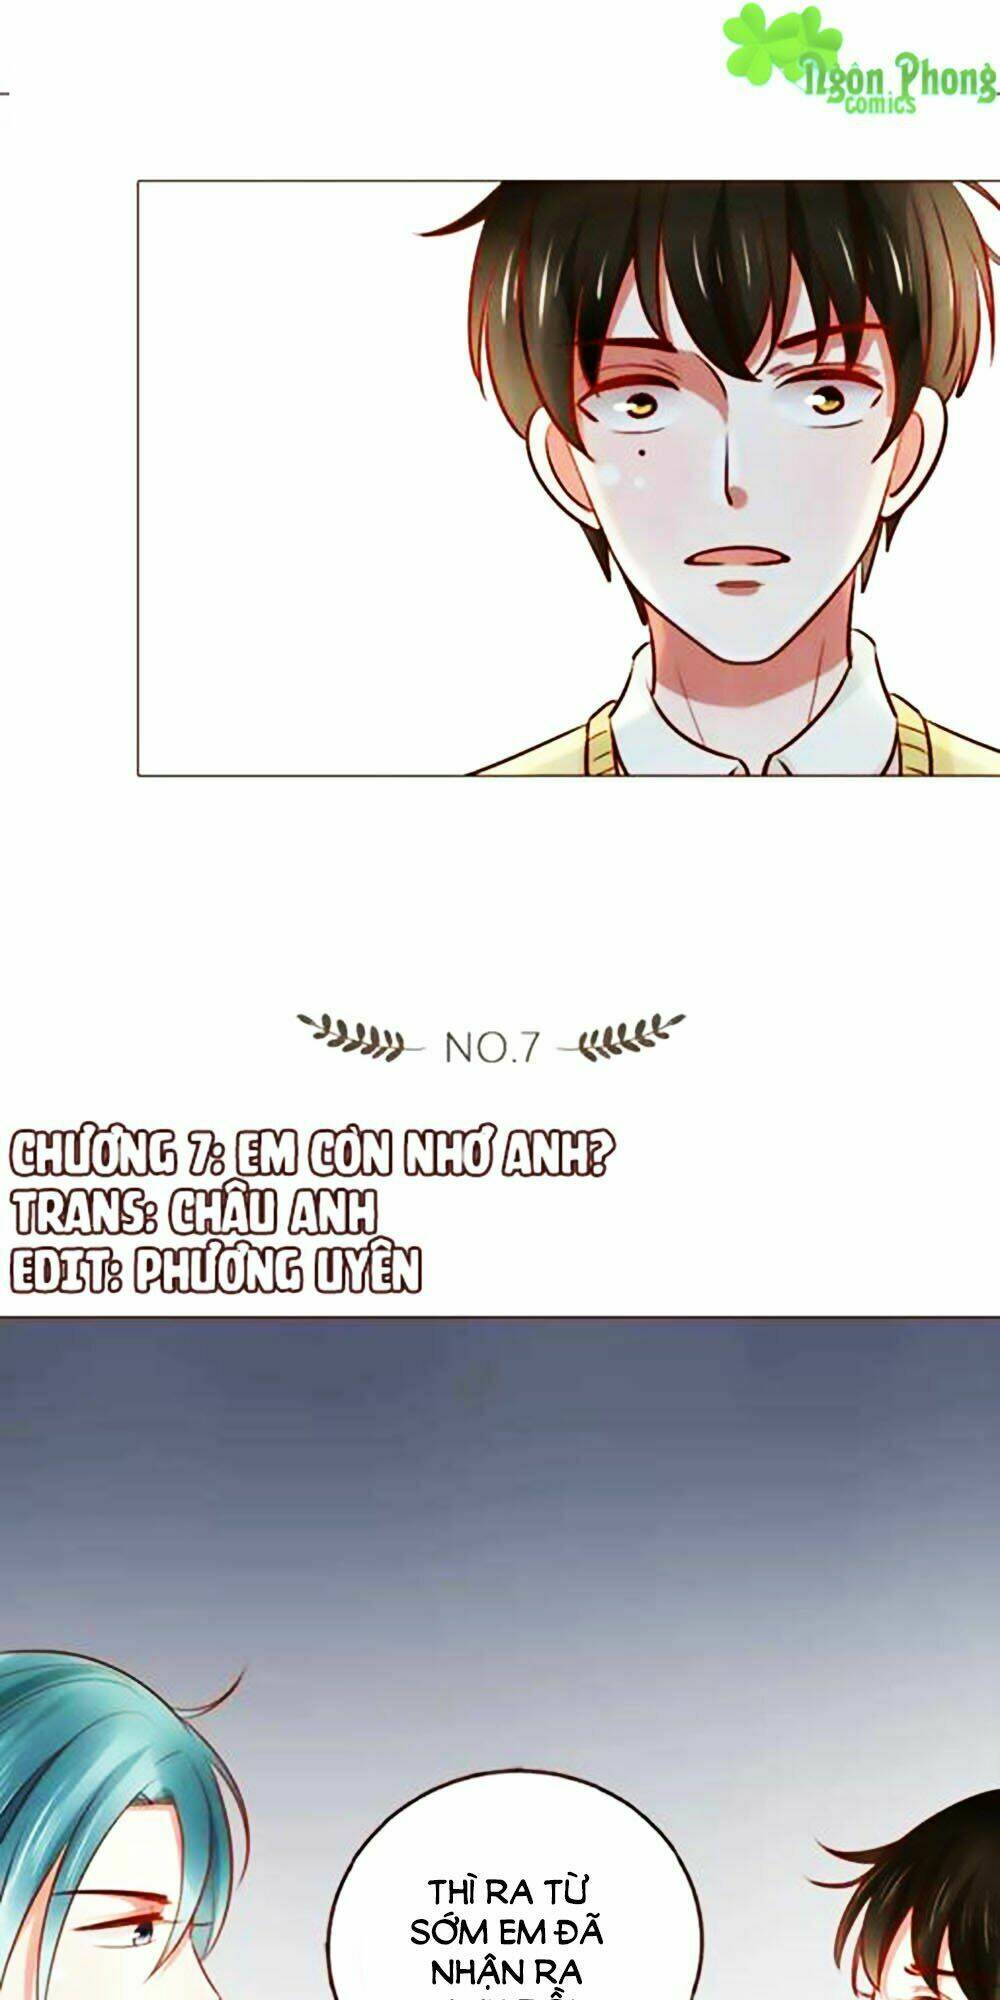 Ngôn Phong
comics
NO.7
CHƯƠNG 7: EM CÒN NHỚ ANH?
TRANS: CHÂU ANH
EDIT: PHƯƠNG UYÊN
THÌ RA TỪ
SỚM EM ĐÃ
NHẬN RA